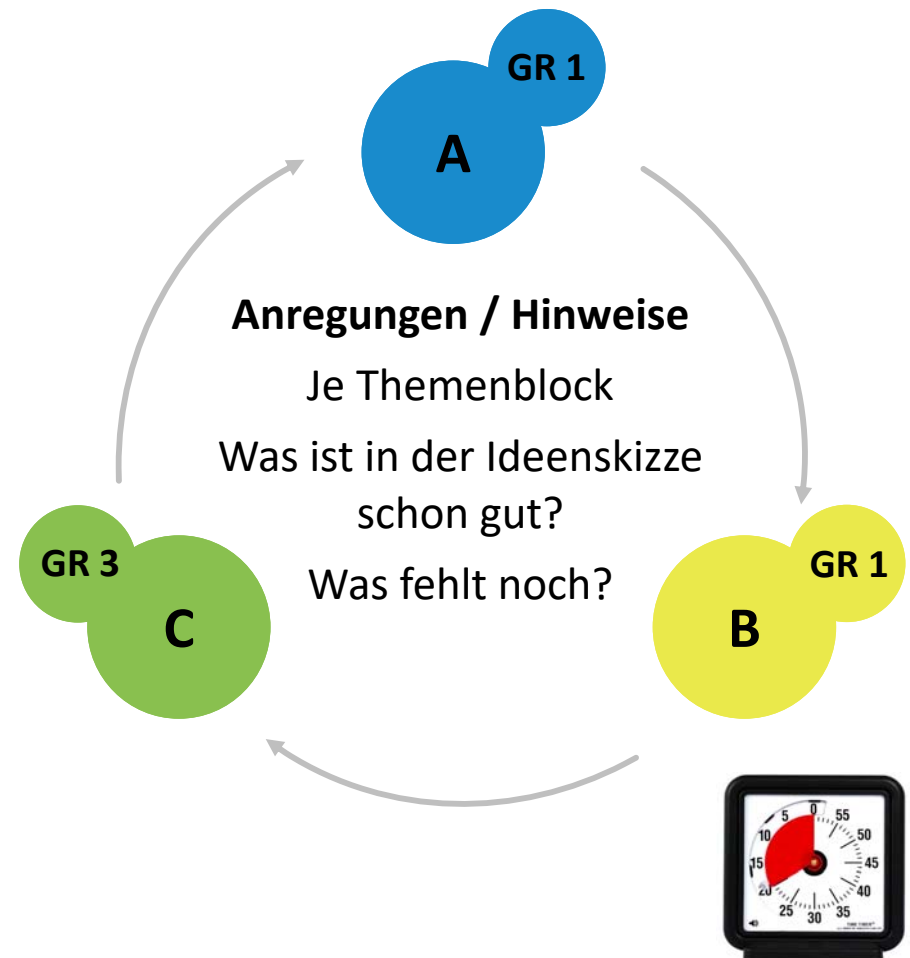 GR 1
A
Anregungen / Hinweise
Je Themenblock
Was ist in der Ideenskizze
schon gut?
Was fehlt noch?
GR 3
C
GR 1
B
0
55
50
45
40
35
30
25
20
15
10
5